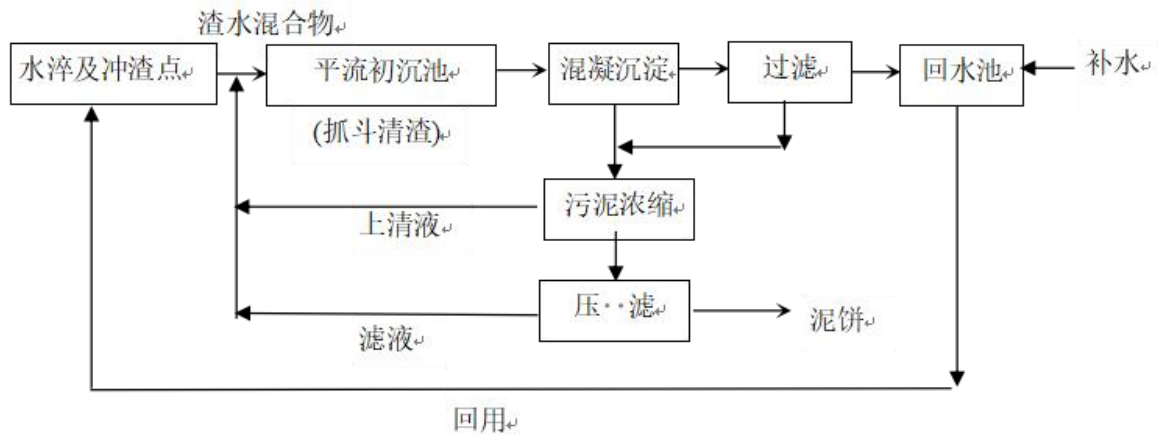 渣水混合物
水淬及冲渣点
平流初沉池
混凝沉淀
过滤
回水池
补水
(抓斗清渣)
污泥浓缩
上清液
压··滤
泥饼
滤液
回用